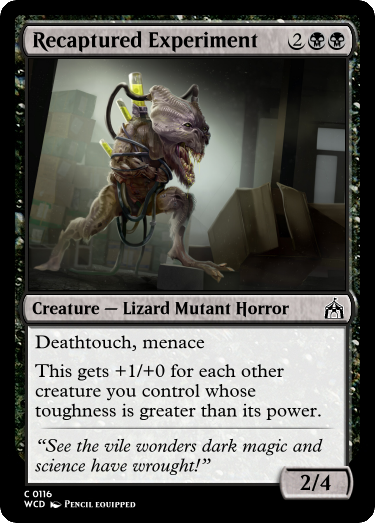 Recaptured Experiment 2
Creature — Lizard Mutant Horror
Deathtouch, menace
This gets +1/+0 for each other
creature you control whose
toughness is greater than its power.
“See the vile wonders dark magic and
science have wrought!”
2/4
C 0116
WCD Pencil equipped